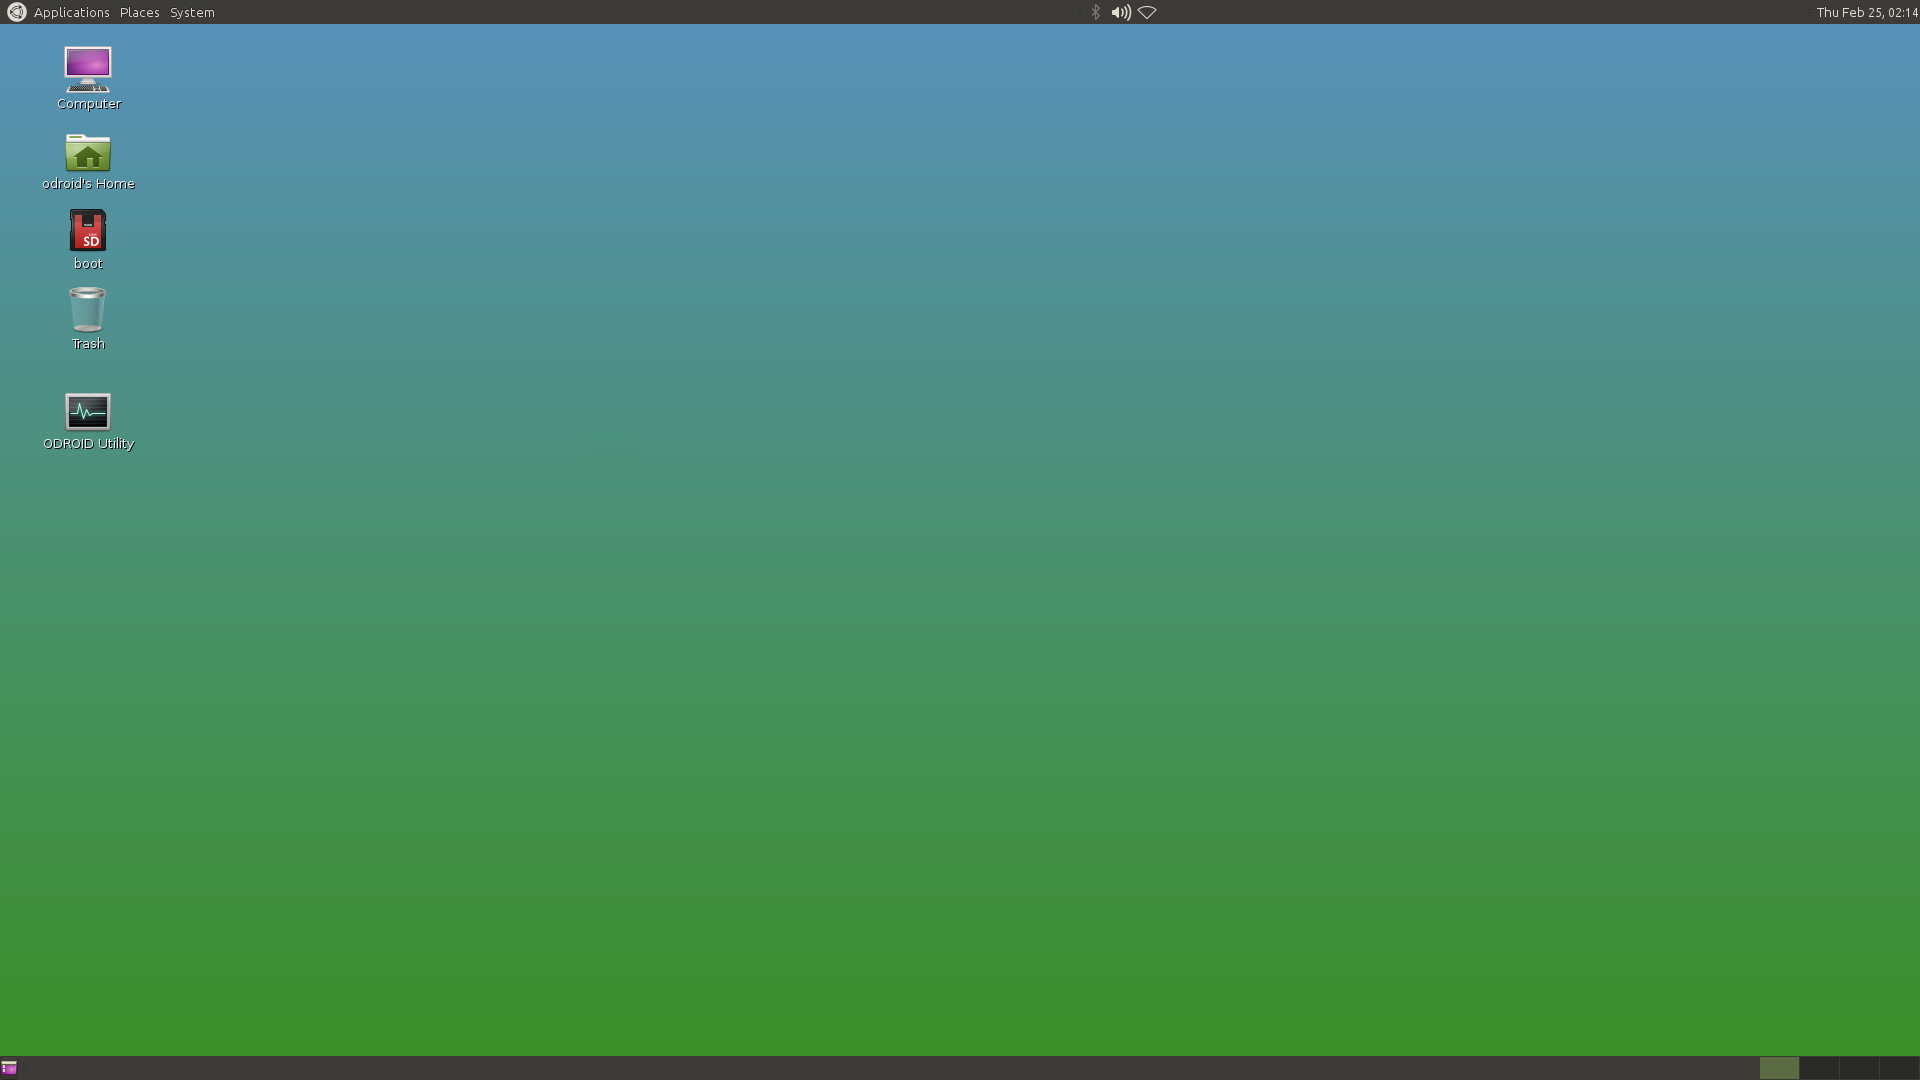 Applications Places System
Thu Feb 25, 02:14
Computer
odroid's Home
SD
boot
Trash
ODROID Utility